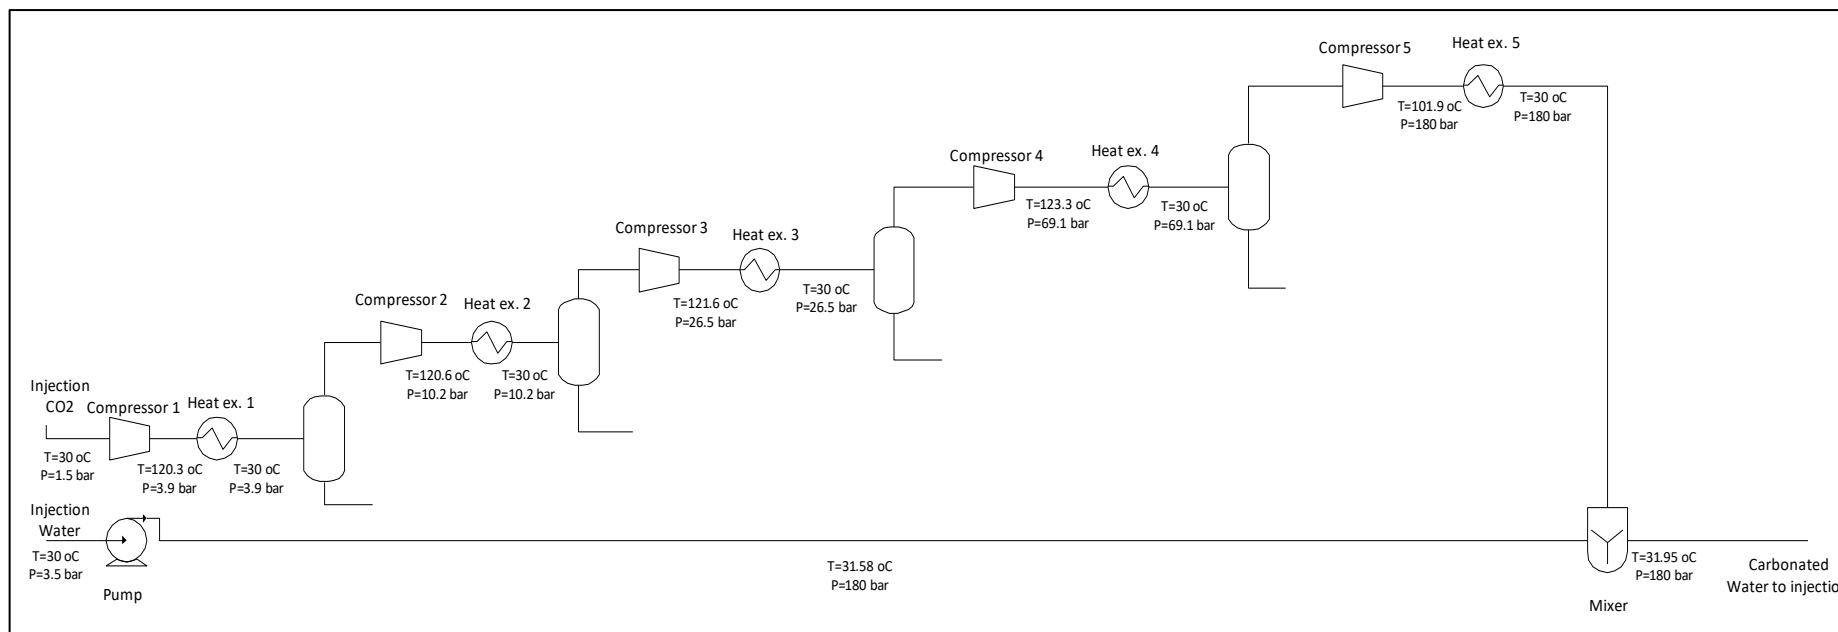 Compressor 5
Heat ex. 5
T=101.9 oC
P=180 bar
T=30 oC
P=180 bar
Compressor 4
Heat ex. 4
T=123.3 oC
P=69.1 bar
T=30 oC
P=69.1 bar
Compressor 3
Heat ex. 3
T=121.6 oC
P=26.5 bar
T=30 oC
P=26.5 bar
Compressor 2
Heat ex. 2
T=120.6 oC
P=10.2 bar
T=30 oC
P=10.2 bar
Injection
CO2
Compressor 1
Heat ex. 1
T=30 oC
P=1.5 bar
T=120.3 oC
P=3.9 bar
T=30 oC
P=3.9 bar
Injection
Water
T=30 oC
P=3.5 bar
Pump
T=31.58 oC
P=180 bar
T=31.95 oC
P=180 bar
Mixer
Carbonated
Water to injectio